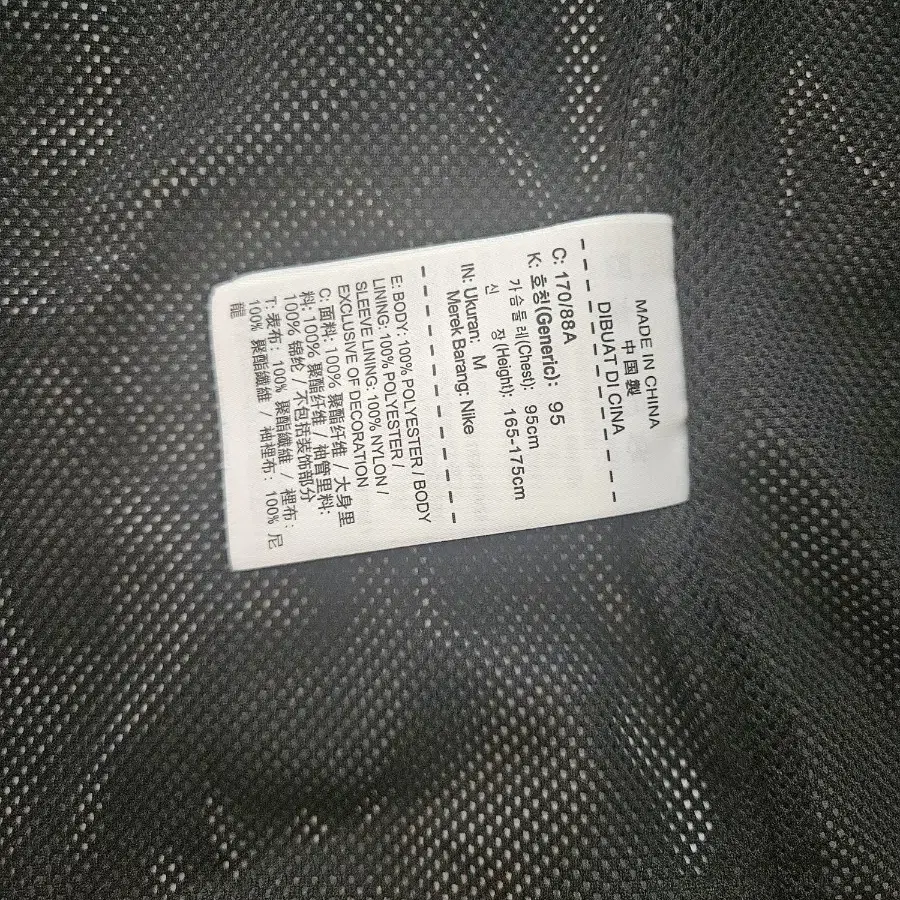 MADE IN CHINA
中国製
DIBUAT DI CINA
C: 170/88A
K: 호칭(Generic): 95
가슴둘레(Chest): 95cm
신 장(Height): 165-175cm
IN: Ukuran: M
Merek Barang: Nike
E: BODY: 100% POLYESTER / BODY
LINING: 100% POLYESTER /
SLEEVE LINING: 100% NYLON /
EXCLUSIVE OF DECORATION
C: 面料: 100% 聚酯纤维 / 大身里
料: 100% 聚酯纤维 / 袖管里料:
100% 锦纶 / 不包括装饰部分
T: 表布: 100% 聚酯纖維 / 裡布:
100% 聚酯纖維 / 袖裡布: 100% 尼
龍